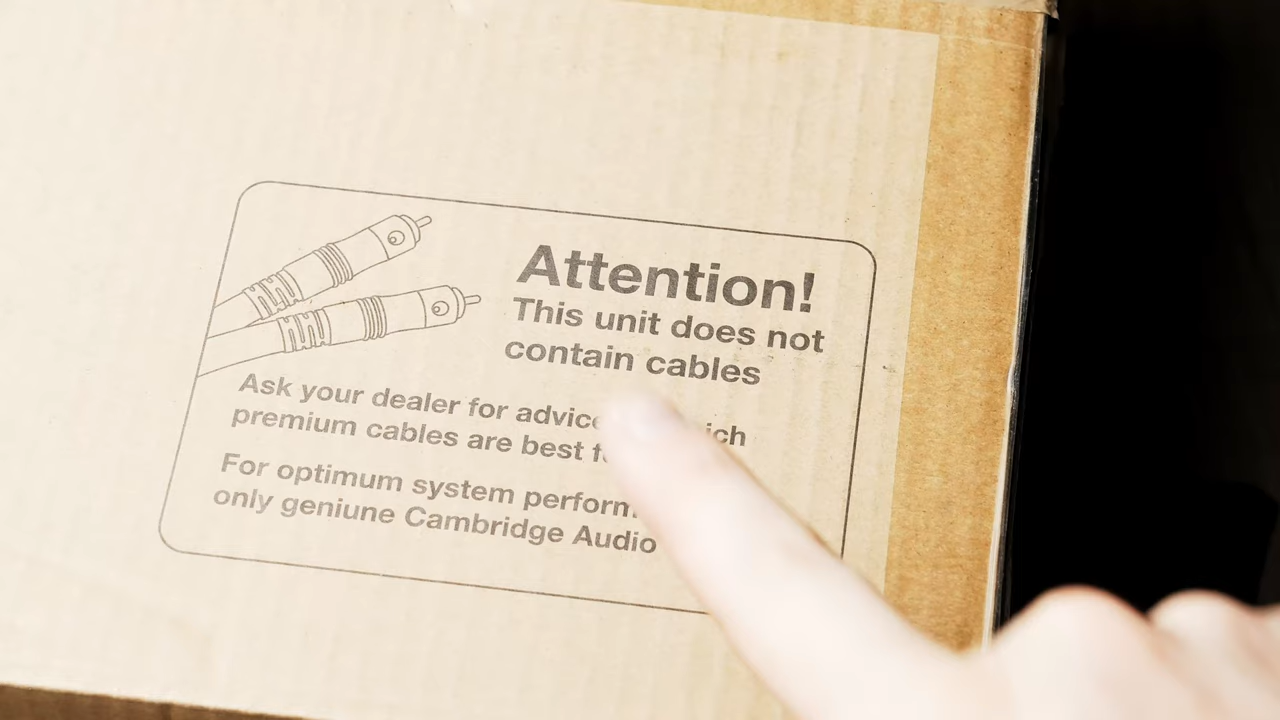 Attention!
This unit does not
contain cables
Ask your dealer for advice
premium cables are best
For optimum system
only geniune Cambridge Audio